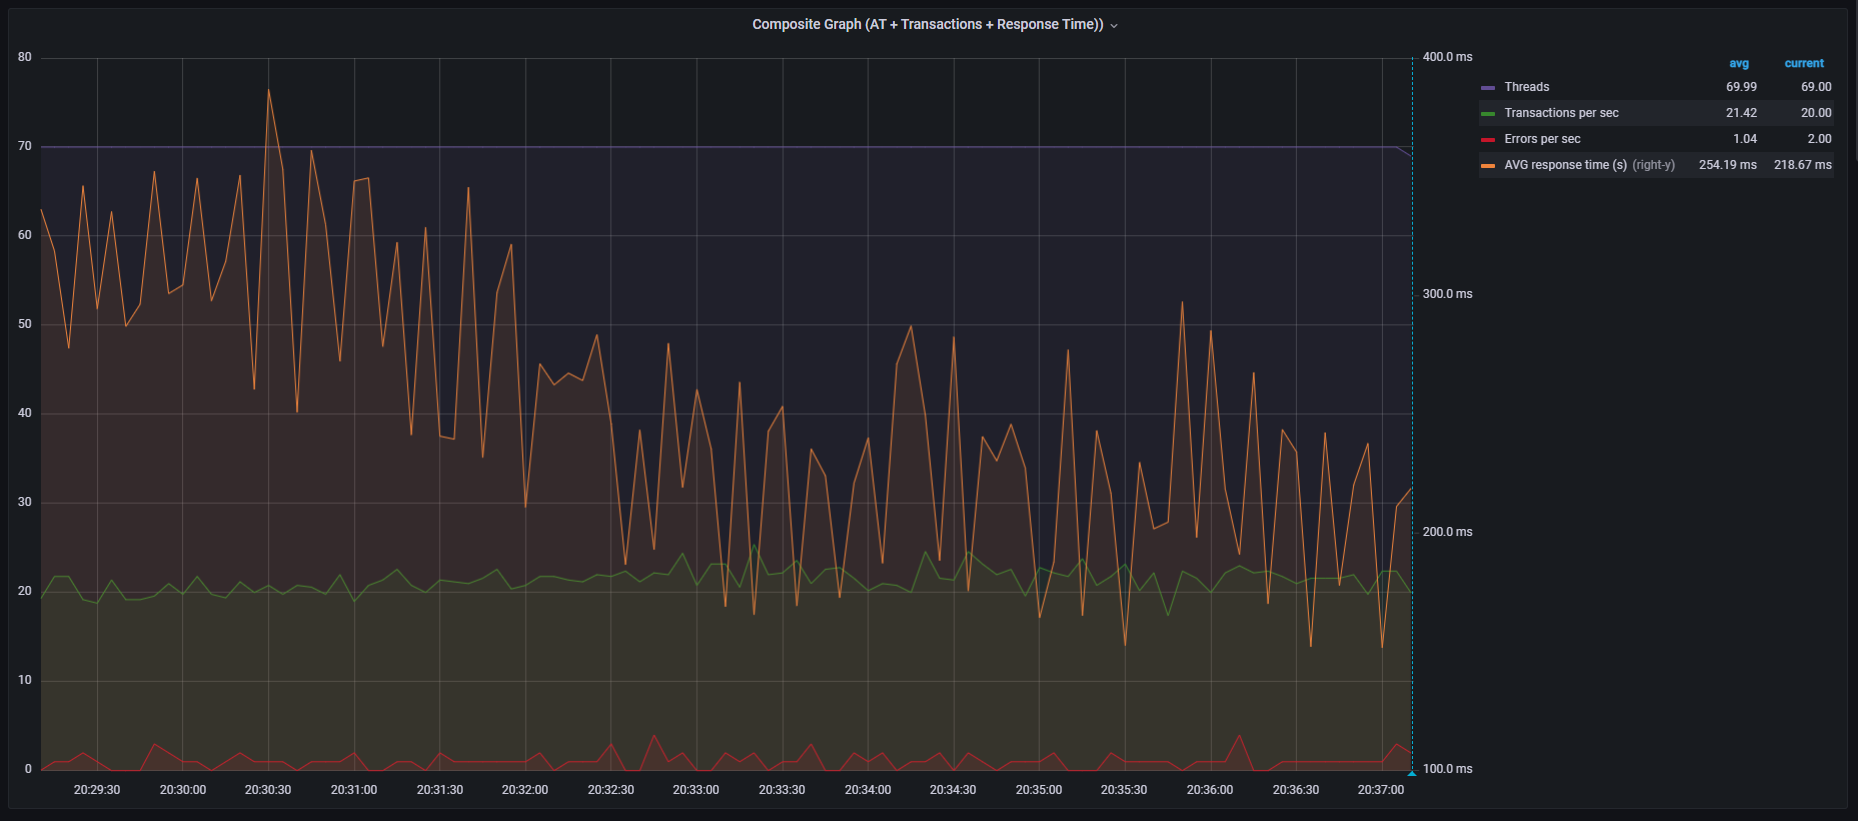 Composite Graph (AT + Transactions + Response Time))
80
70
60
50
40
30
20
10
0
400.0 ms
300.0 ms
200.0 ms
100.0 ms
20:29:30 20:30:00 20:30:30 20:31:00 20:31:30 20:32:00 20:32:30 20:33:00 20:33:30 20:34:00 20:34:30 20:35:00 20:35:30 20:36:00 20:36:30 20:37:00
avg current
Threads 69.99 69.00
Transactions per sec 21.42 20.00
Errors per sec 1.04 2.00
AVG response time (s) (right-y) 254.19 ms 218.67 ms